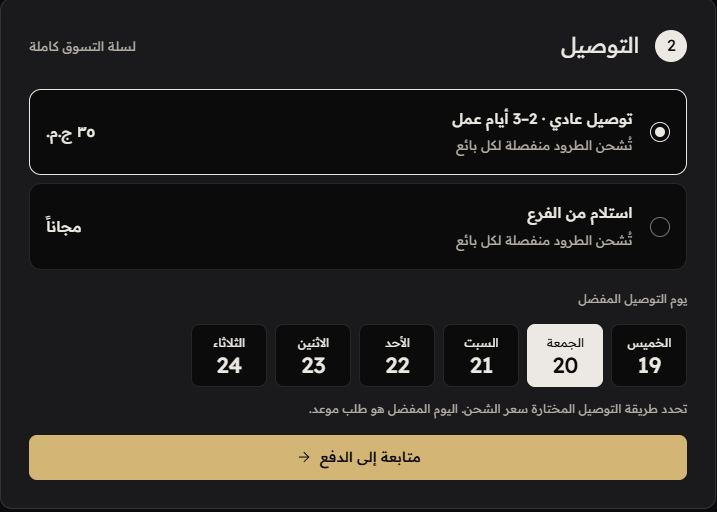 2 التوصيل
لسلة التسوق كاملة
توصيل عادي · 2–3 أيام عمل
تُشحن الطرود منفصلة لكل بائع
٣٥ ج.م.
استلام من الفرع
تُشحن الطرود منفصلة لكل بائع
مجاناً
يوم التوصيل المفضل
الخميس 19
الجمعة 20
السبت 21
الأحد 22
الاثنين 23
الثلاثاء 24
تحدد طريقة التوصيل المختارة سعر الشحن. اليوم المفضل هو طلب موعد.
متابعة إلى الدفع →